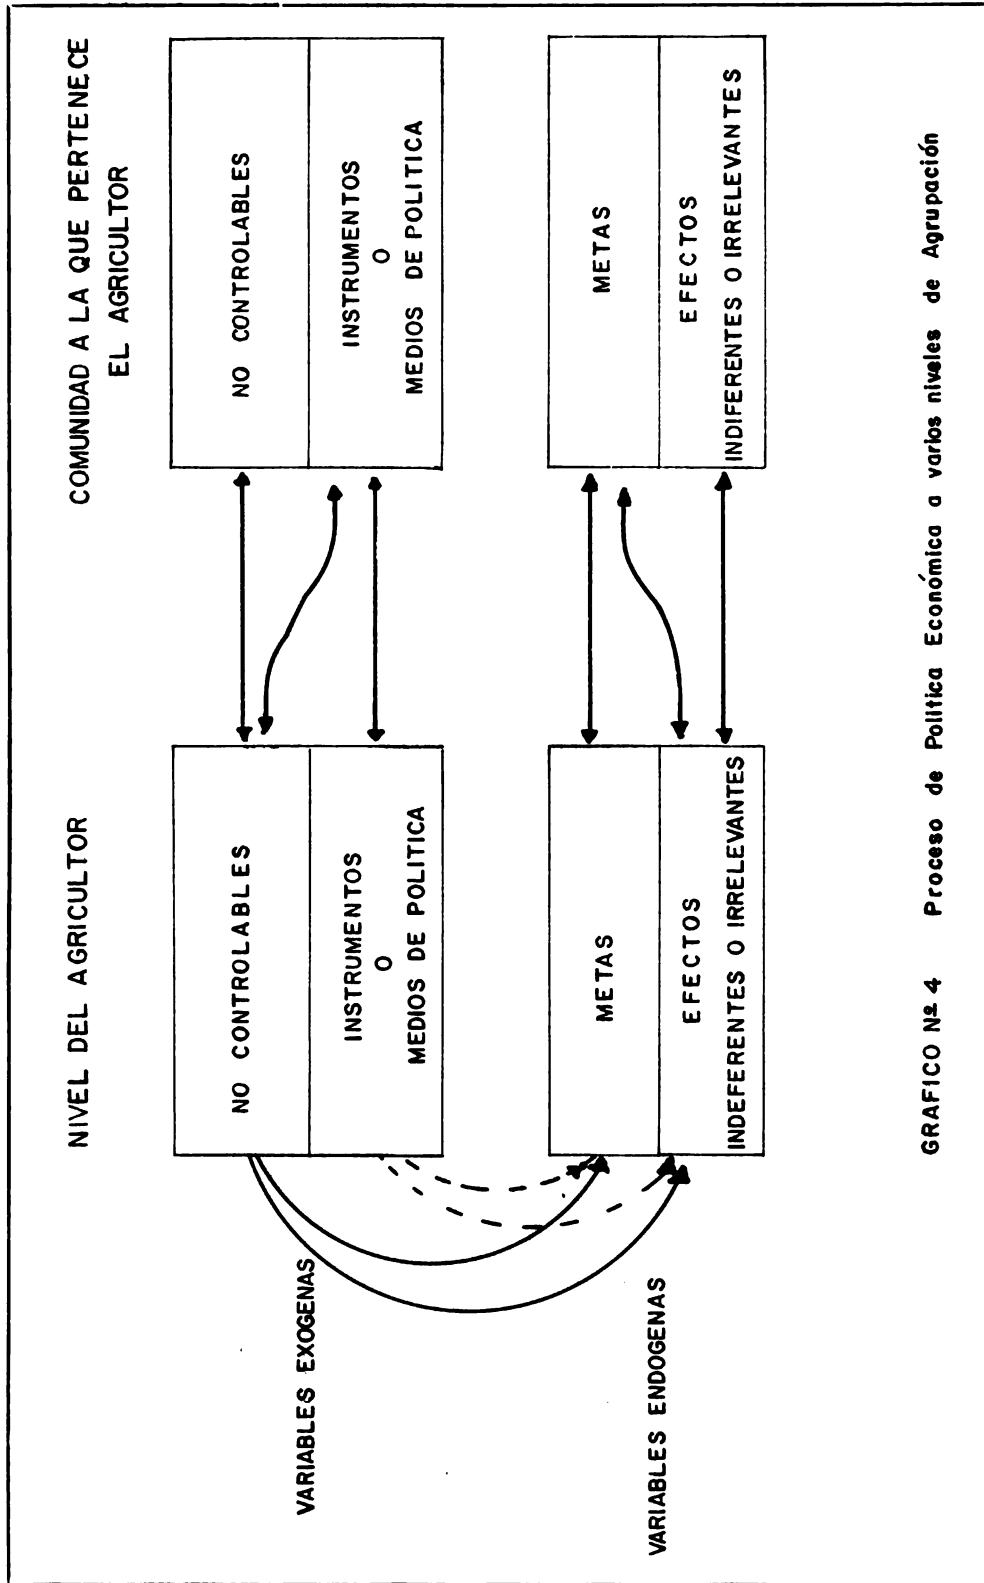 NIVEL DEL AGRICULTOR
COMUNIDAD A LA QUE PERTENECE
EL AGRICULTOR
VARIABLES EXOGENAS
NO CONTROLABLES
INSTRUMENTOS
O
MEDIOS DE POLITICA
NO CONTROLABLES
INSTRUMENTOS
O
MEDIOS DE POLITICA
VARIABLES ENDOGENAS
METAS
EFECTOS
INDEFERENTES O IRRELEVANTES
METAS
EFECTOS
INDIFERENTES O IRRELEVANTES
GRAFICO Nº 4 Proceso de Política Económica a varios niveles de Agrupación